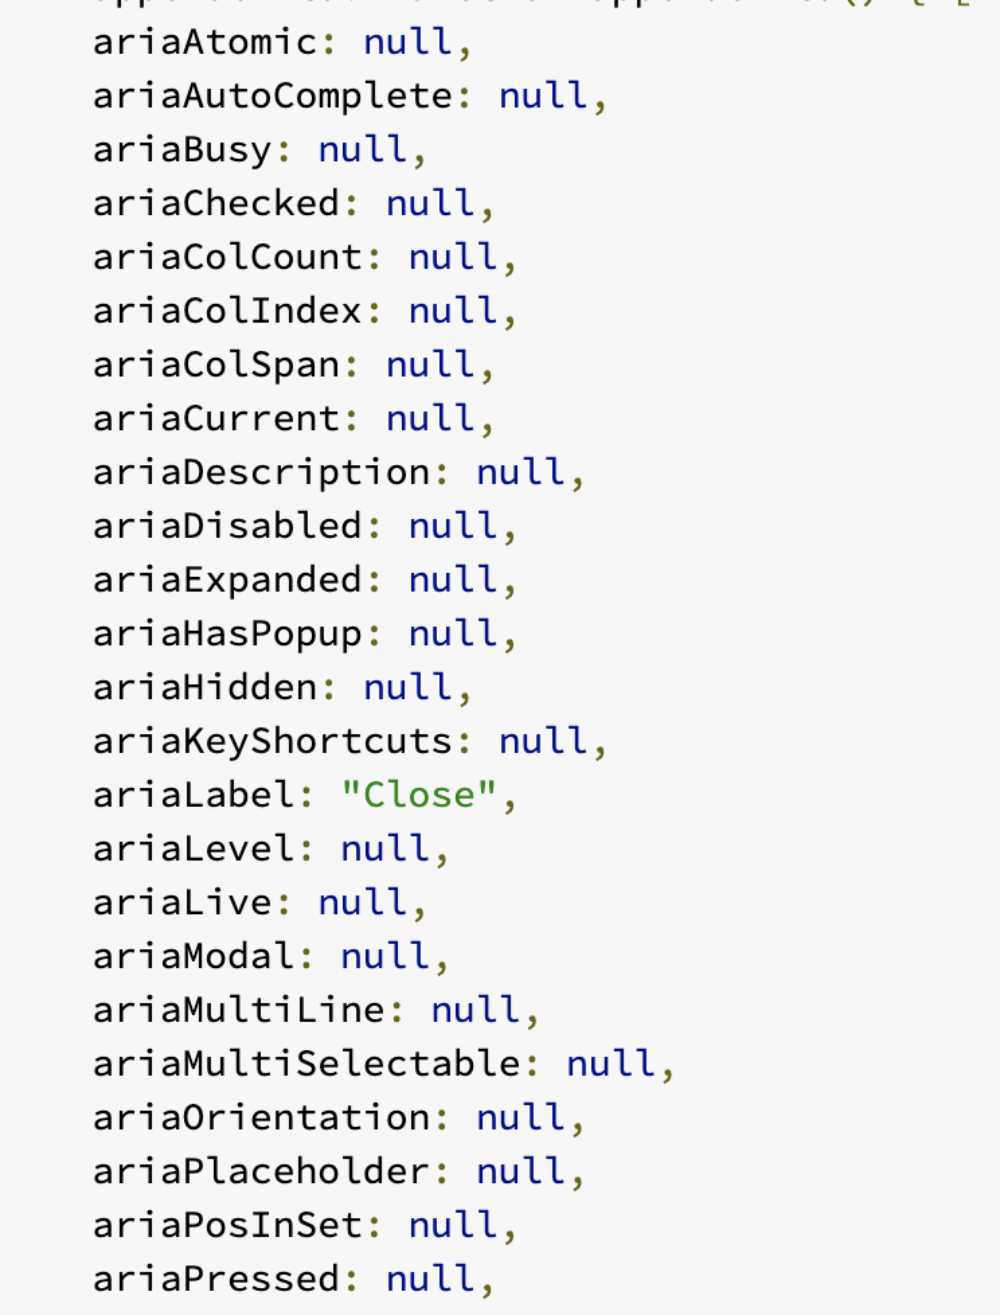 ariaAtomic: null,
ariaAutoComplete: null,
ariaBusy: null,
ariaChecked: null,
ariaColCount: null,
ariaColIndex: null,
ariaColSpan: null,
ariaCurrent: null,
ariaDescription: null,
ariaDisabled: null,
ariaExpanded: null,
ariaHasPopup: null,
ariaHidden: null,
ariaKeyShortcuts: null,
ariaLabel: "Close",
ariaLevel: null,
ariaLive: null,
ariaModal: null,
ariaMultiLine: null,
ariaMultiSelectable: null,
ariaOrientation: null,
ariaPlaceholder: null,
ariaPosInSet: null,
ariaPressed: null,